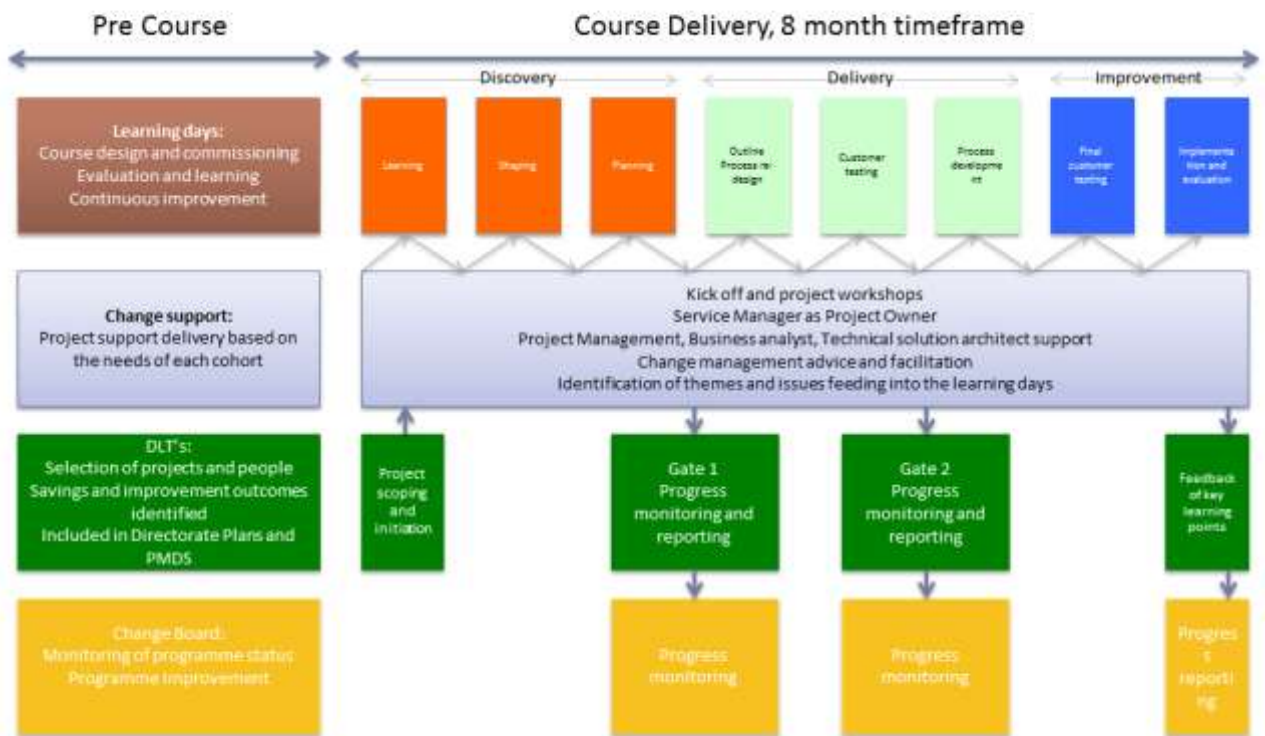 Pre Course
Course Delivery, 8 month timeframe
Discovery
Delivery
Improvement
Learning days:
Course design and commissioning
Evaluation and learning
Continuous improvement
Learning
Shaping
Planning
Outline
Process re-
design
Customer
testing
Process
developme
nt
Final
customer
testing
Implementa
tion and
evaluation
Change support:
Project support delivery based on
the needs of each cohort
Kick off and project workshops
Service Manager as Project Owner
Project Management, Business analyst, Technical solution architect support
Change management advice and facilitation
Identification of themes and issues feeding into the learning days
DLT's:
Selection of projects and people
Savings and improvement outcomes
identified
Included in Directorate Plans and
PMDS
Project
scoping
and
initiation
Gate 1
Progress
monitoring and
reporting
Gate 2
Progress
monitoring and
reporting
Feedback
of key
learning
points
Change Board:
Monitoring of programme status
Programme Improvement
Progress
monitoring
Progress
monitoring
Progres
s
reporti
ng